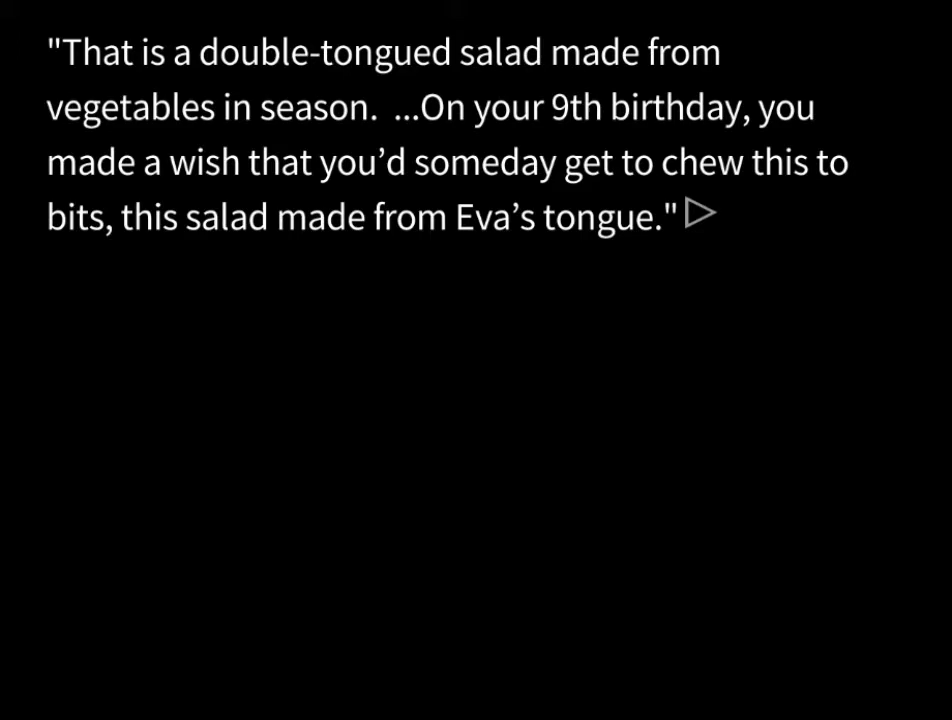 "That is a double-tongued salad made from
vegetables in season.  ...On your 9th birthday, you
made a wish that you’d someday get to chew this to
bits, this salad made from Eva’s tongue."